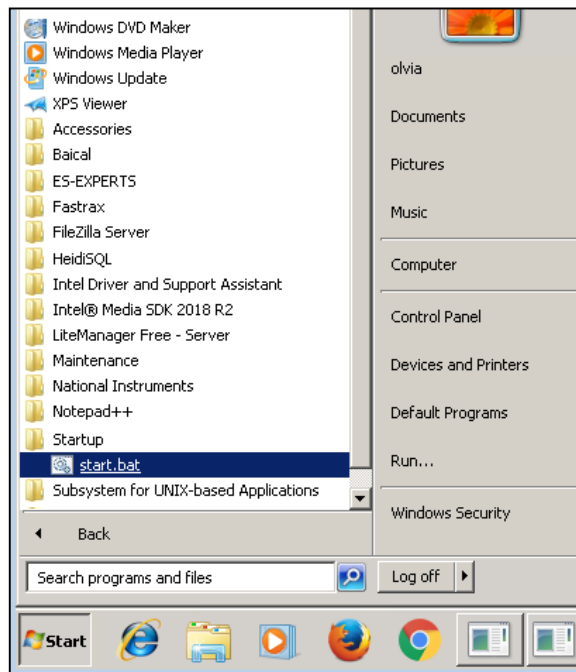 Windows DVD Maker
Windows Media Player
Windows Update
XPS Viewer
Accessories
Baical
ES-EXPERTS
Fastrax
FileZilla Server
HeidiSQL
Intel Driver and Support Assistant
Intel® Media SDK 2018 R2
LiteManager Free - Server
Maintenance
National Instruments
Notepad++
Startup
start.bat
Subsystem for UNIX-based Applications
Back
Search programs and files
olvia
Documents
Pictures
Music
Computer
Control Panel
Devices and Printers
Default Programs
Run...
Windows Security
Log off
Start